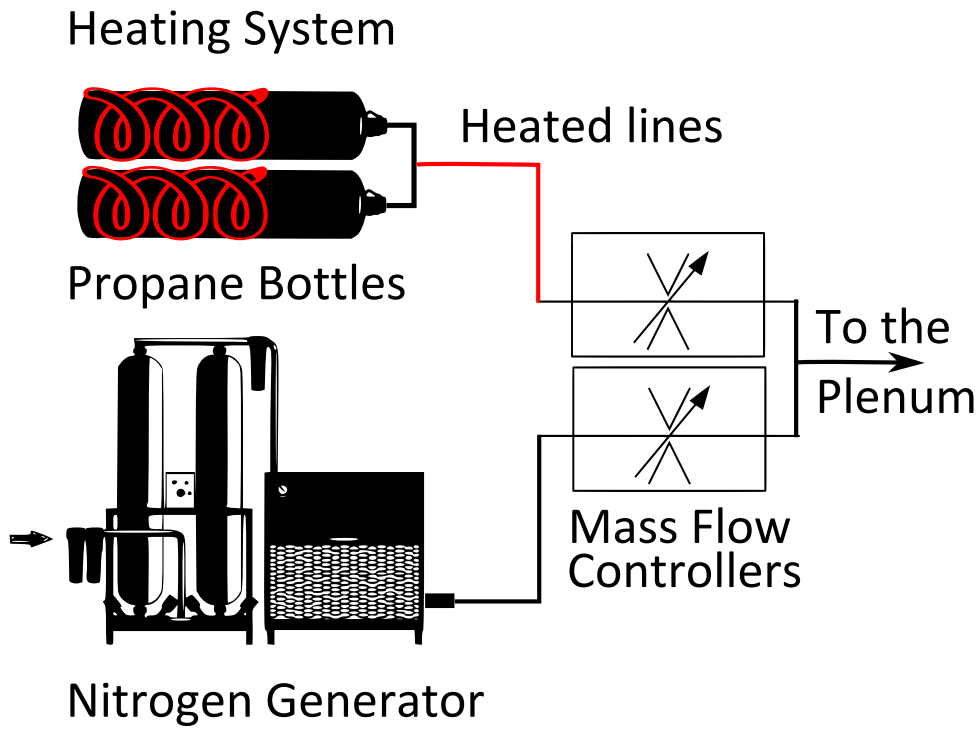 Heating System
Heated lines
Propane Bottles
To the
Plenum
Mass Flow
Controllers
Nitrogen Generator